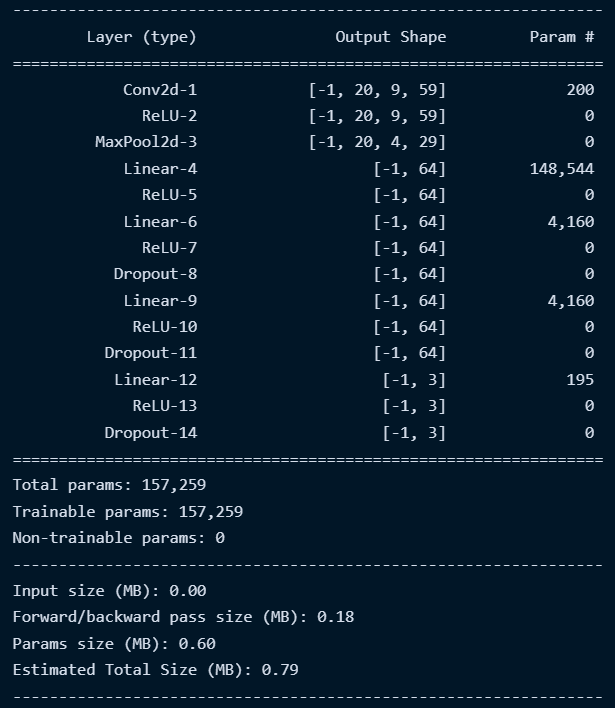 ----------------------------------------------------------------
        Layer (type)               Output Shape         Param #
================================================================
            Conv2d-1            [-1, 20, 9, 59]             200
              ReLU-2            [-1, 20, 9, 59]               0
         MaxPool2d-3            [-1, 20, 4, 29]               0
            Linear-4                   [-1, 64]         148,544
              ReLU-5                   [-1, 64]               0
            Linear-6                   [-1, 64]           4,160
              ReLU-7                   [-1, 64]               0
           Dropout-8                   [-1, 64]               0
            Linear-9                   [-1, 64]           4,160
             ReLU-10                   [-1, 64]               0
          Dropout-11                   [-1, 64]               0
           Linear-12                    [-1, 3]             195
             ReLU-13                    [-1, 3]               0
          Dropout-14                    [-1, 3]               0
================================================================
Total params: 157,259
Trainable params: 157,259
Non-trainable params: 0
----------------------------------------------------------------
Input size (MB): 0.00
Forward/backward pass size (MB): 0.18
Params size (MB): 0.60
Estimated Total Size (MB): 0.79
----------------------------------------------------------------